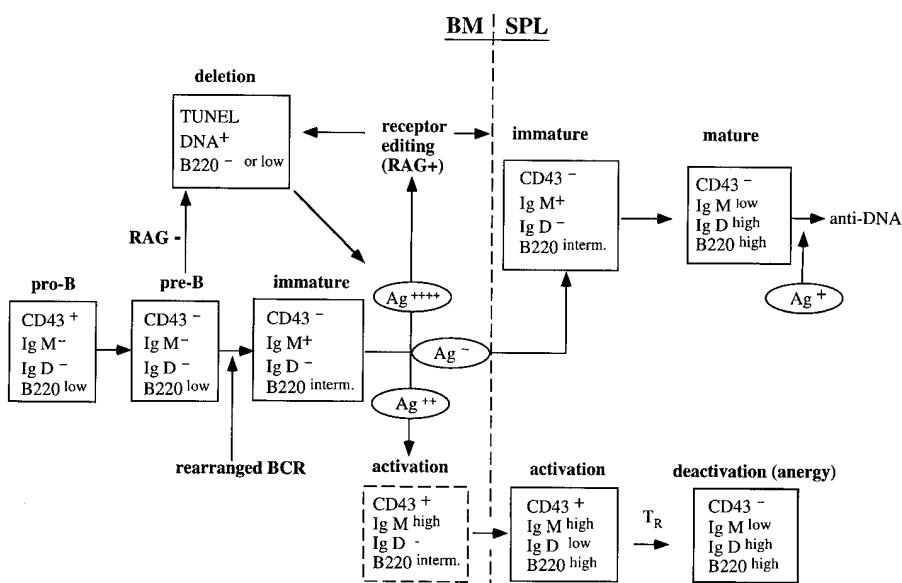 BM SPL
deletion
TUNEL
DNA+
B220 - or low
receptor
editing
(RAG+)
immature
CD43 -
Ig M+
Ig D -
B220 interm.
mature
CD43 -
Ig M low
Ig D high
B220 high
anti-DNA
Ag +
RAG -
pro-B
CD43 +
Ig M-
Ig D -
B220 low
pre-B
CD43 -
Ig M-
Ig D -
B220 low
immature
CD43 -
Ig M+
Ig D -
B220 interm.
Ag ++++
Ag -
Ag ++
rearranged BCR
activation
CD43 +
Ig M high
Ig D -
B220 interm.
activation
CD43 +
Ig M high
Ig D low
B220 high
TR
deactivation (anergy)
CD43 -
Ig M low
Ig D high
B220 high